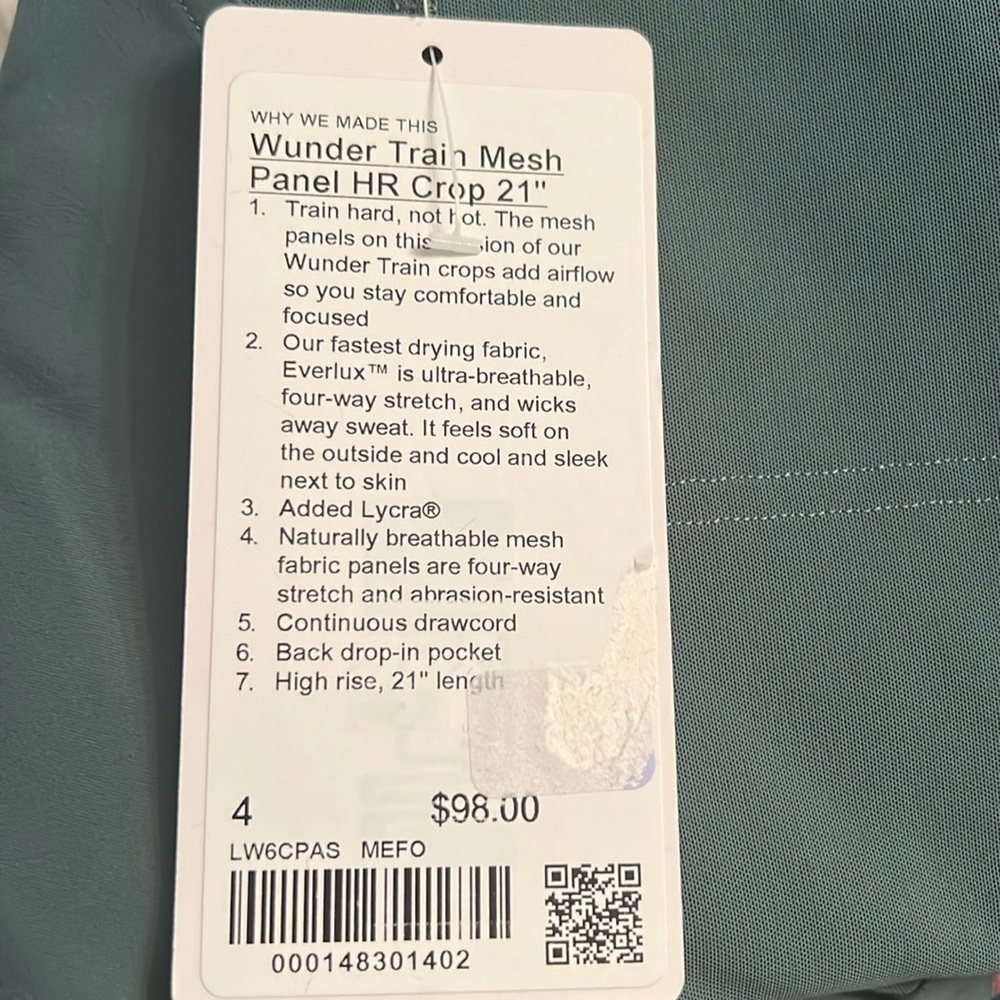 WHY WE MADE THIS
Wunder Train Mesh
Panel HR Crop 21"
1. Train hard, not hot. The mesh
panels on this sion of our
Wunder Train crops add airflow
so you stay comfortable and
focused
2. Our fastest drying fabric,
Everlux™ is ultra-breathable,
four-way stretch, and wicks
away sweat. It feels soft on
the outside and cool and sleek
next to skin
3. Added Lycra®
4. Naturally breathable mesh
fabric panels are four-way
stretch and abrasion-resistant
5. Continuous drawcord
6. Back drop-in pocket
7. High rise, 21" length
4 $98.00
LW6CPAS MEFO
000148301402